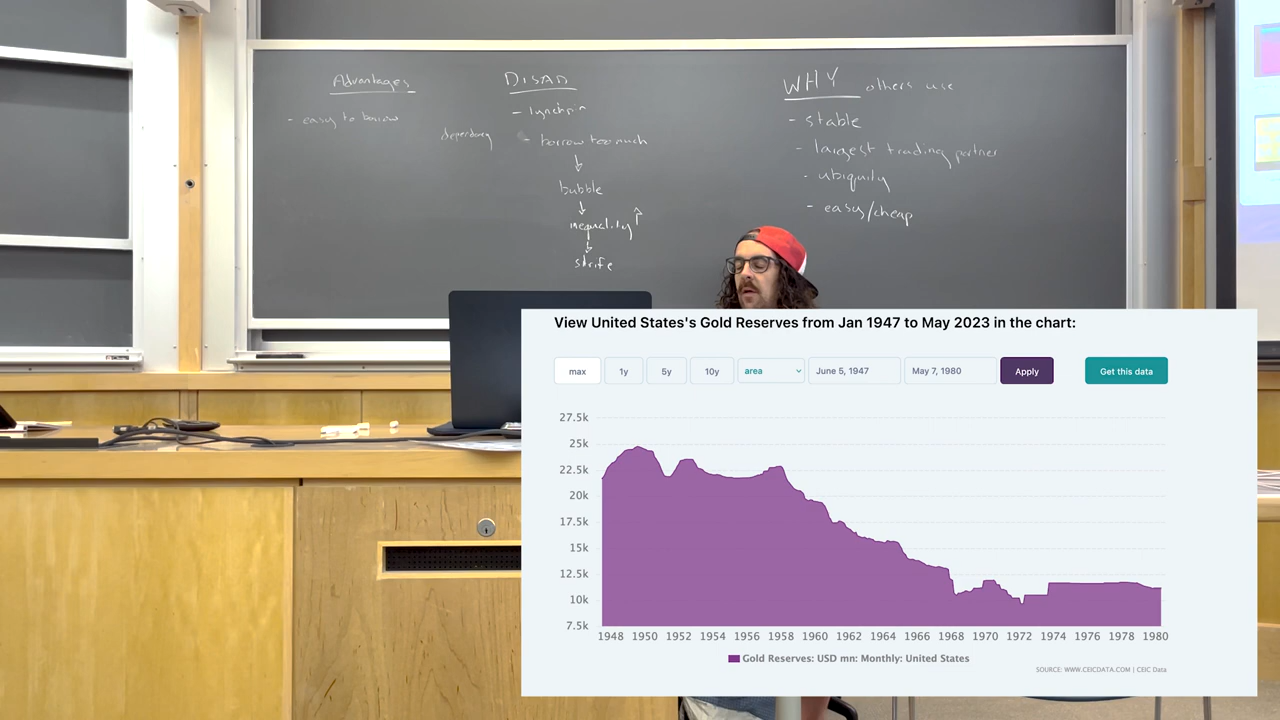 Advantages
- easy to borrow
DISAD
- lynchpin
dependency
- borrow too much
↓
bubble
↓
inequality ↑
↓
strife
WHY others use
- stable
- largest trading partner
- ubiquity
- easy/cheap
View United States's Gold Reserves from Jan 1947 to May 2023 in the chart:
max 1y 5y 10y area June 5, 1947 May 7, 1980 Apply Get this data
27.5k
25k
22.5k
20k
17.5k
15k
12.5k
10k
7.5k
1948 1950 1952 1954 1956 1958 1960 1962 1964 1966 1968 1970 1972 1974 1976 1978 1980
Gold Reserves: USD mn: Monthly: United States
SOURCE: WWW.CEICDATA.COM | CEIC Data